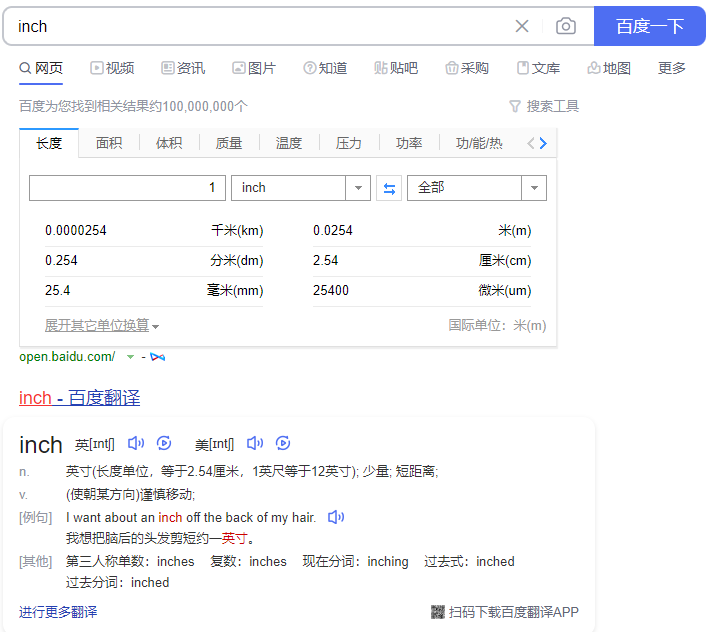 inch
百度一下
网页 视频 资讯 图片 知道 贴吧 采购 文库 地图 更多
百度为您找到相关结果约100,000,000个 搜索工具
长度 面积 体积 质量 温度 压力 功率 功/能/热
1 inch 全部
0.0000254 千米(km) 0.0254 米(m)
0.254 分米(dm) 2.54 厘米(cm)
25.4 毫米(mm) 25400 微米(um)
展开其它单位换算 国际单位：米(m)
open.baidu.com/ -
inch - 百度翻译
inch 英[ɪntʃ] 美[ɪntʃ]
n. 英寸(长度单位，等于2.54厘米，1英尺等于12英寸); 少量; 短距离;
v. (使朝某方向)谨慎移动;
[例句] I want about an inch off the back of my hair.
我想把脑后的头发剪短约一英寸。
[其他] 第三人称单数：inches 复数：inches 现在分词：inching 过去式：inched
过去分词：inched
进行更多翻译 扫码下载百度翻译APP